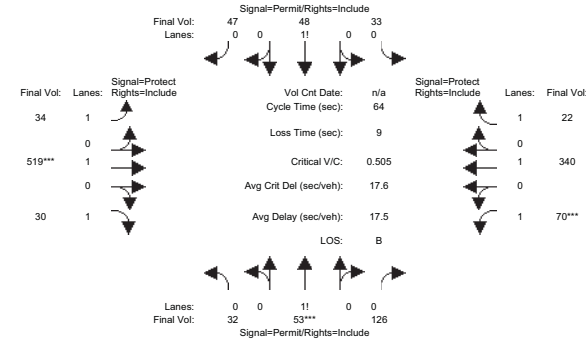 Signal=Permit/Rights=Include
Final Vol: 47 48 33
Lanes: 0 0 1! 0 0
Signal=Protect Signal=Protect
Final Vol: Lanes: Rights=Include Vol Cnt Date: n/a Rights=Include Lanes: Final Vol:
Cycle Time (sec): 64
34 1 1 22
Loss Time (sec): 9
0 0
519*** 1 Critical V/C: 0.505 1 340
0 Avg Crit Del (sec/veh): 17.6 0
30 1 Avg Delay (sec/veh): 17.5 1 70***
LOS: B
Lanes: 0 0 1! 0 0
Final Vol: 32 53*** 126
Signal=Permit/Rights=Include